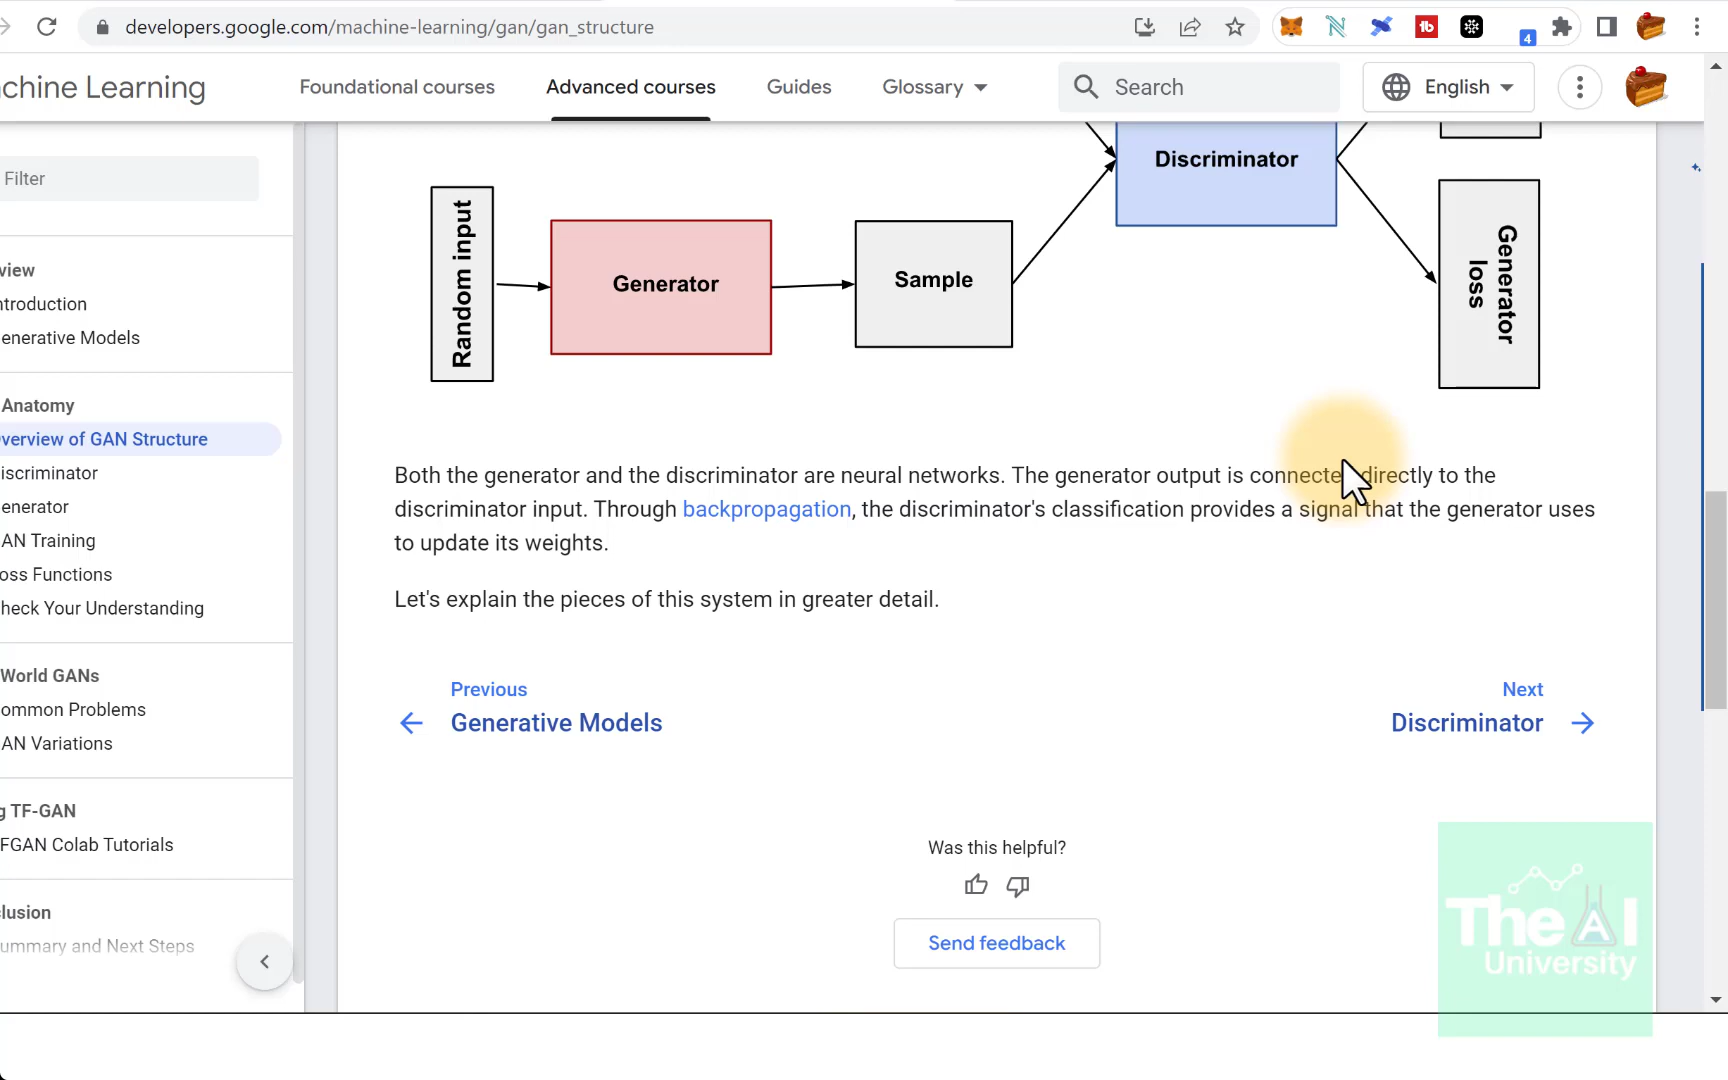 developers.google.com/machine-learning/gan/gan_structure
4
chine Learning
Foundational courses
Advanced courses
Guides
Glossary
Search
English
Filter
view
ntroduction
enerative Models
Anatomy
verview of GAN Structure
iscriminator
enerator
AN Training
oss Functions
heck Your Understanding
World GANs
ommon Problems
AN Variations
g TF-GAN
FGAN Colab Tutorials
clusion
ummary and Next Steps
Discriminator
Random input
Generator
Sample
Generator
loss
Both the generator and the discriminator are neural networks. The generator output is connected directly to the
discriminator input. Through backpropagation, the discriminator's classification provides a signal that the generator uses
to update its weights.
Let's explain the pieces of this system in greater detail.
Previous
Generative Models
Next
Discriminator
Was this helpful?
Send feedback
The AI
University